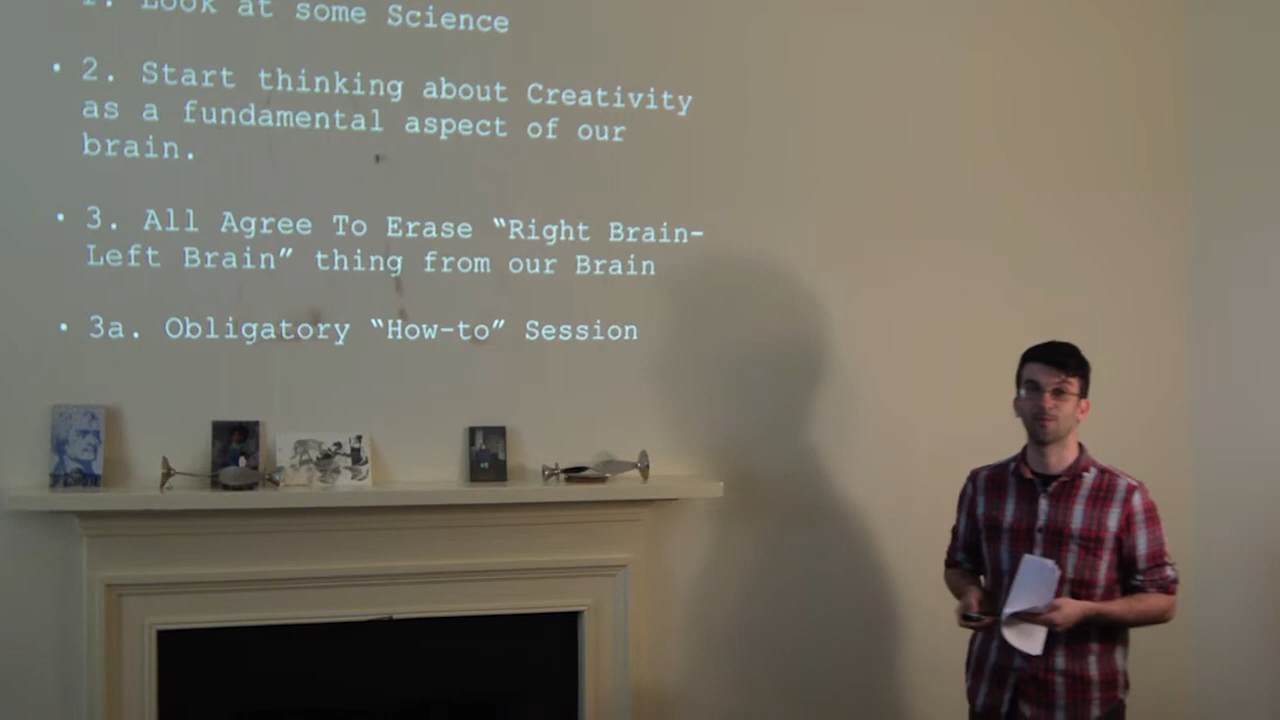 1. Look at some Science
• 2. Start thinking about Creativity
as a fundamental aspect of our
brain.
• 3. All Agree To Erase “Right Brain-
Left Brain” thing from our Brain
• 3a. Obligatory “How-to” Session